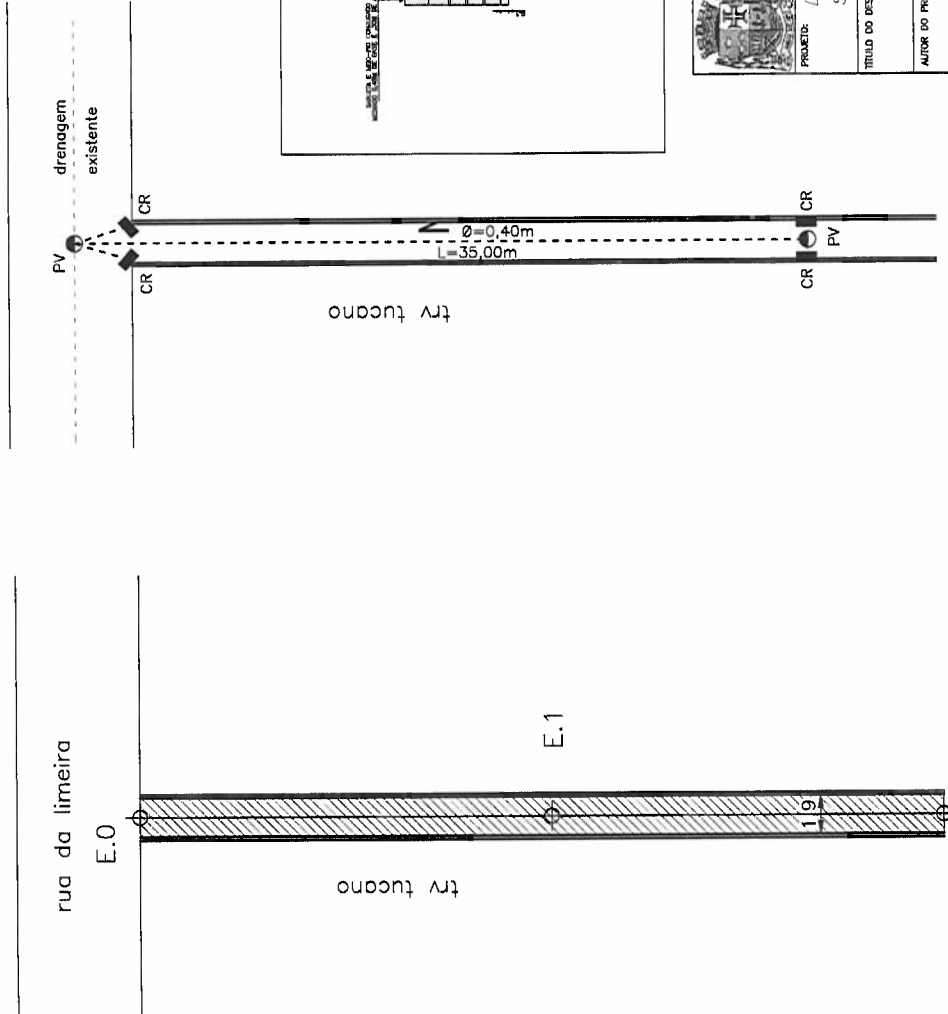 drenagem
existente
PV
CR
CR
Ø=0,40m
L=35,00m
CR
PV
CR
trv tucano
PROJETO:
TÍTULO DO DES
AUTOR DO PR
rua da limeira
E.0
E.1
1,9
trv tucano